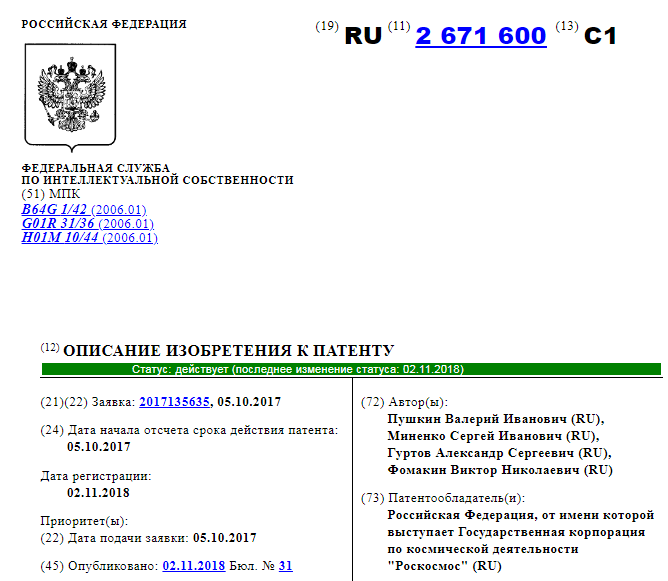 РОССИЙСКАЯ ФЕДЕРАЦИЯ
(19) RU (11) 2 671 600 (13) C1
ФЕДЕРАЛЬНАЯ СЛУЖБА
ПО ИНТЕЛЛЕКТУАЛЬНОЙ СОБСТВЕННОСТИ
(51) МПК
B64G 1/42 (2006.01)
G01R 31/36 (2006.01)
H01M 10/44 (2006.01)
(12) ОПИСАНИЕ ИЗОБРЕТЕНИЯ К ПАТЕНТУ
Статус: действует (последнее изменение статуса: 02.11.2018)
(21)(22) Заявка: 2017135635, 05.10.2017
(24) Дата начала отсчета срока действия патента:
05.10.2017
Дата регистрации:
02.11.2018
Приоритет(ы):
(22) Дата подачи заявки: 05.10.2017
(45) Опубликовано: 02.11.2018 Бюл. № 31
(72) Автор(ы):
Пушкин Валерий Иванович (RU),
Миненко Сергей Иванович (RU),
Гуртов Александр Сергеевич (RU),
Фомакин Виктор Николаевич (RU)
(73) Патентообладатель(и):
Российская Федерация, от имени которой
выступает Государственная корпорация
по космической деятельности
"Роскосмос" (RU)